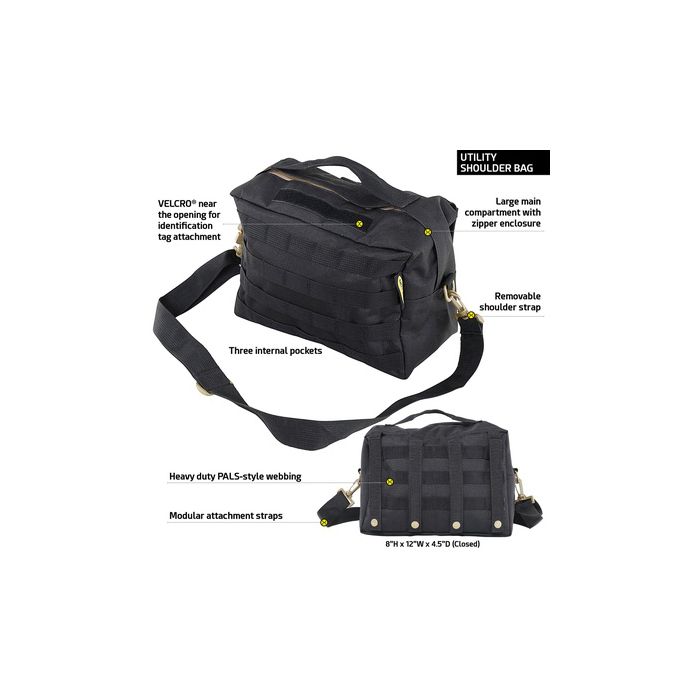 UTILITY
SHOULDER BAG
VELCRO® near
the opening for
identification
tag attachment
Large main
compartment with
zipper enclosure
Removable
shoulder strap
Three internal pockets
Heavy duty PALS-style webbing
Modular attachment straps
8"H x 12"W x 4.5"D (Closed)